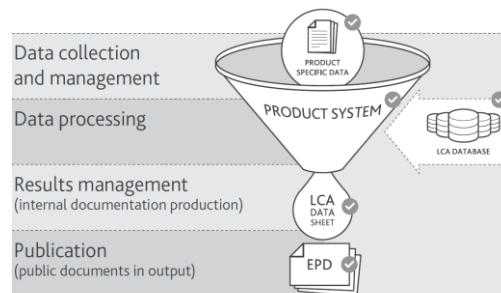 Data collection
and management
PRODUCT
SPECIFIC DATA
Data processing
PRODUCT SYSTEM
LCA DATABASE
Results management
(internal documentation production)
LCA
DATA
SHEET
Publication
(public documents in output)
EPD